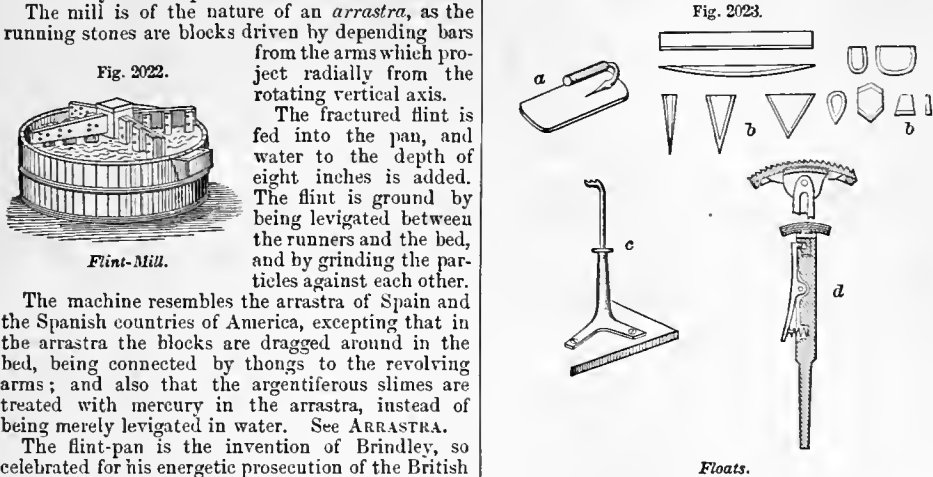 The mill is of the nature of an arrastra, as the
running stones are blocks driven by depending bars
from the arms which pro-
ject radially from the
rotating vertical axis.
Fig. 2022.
The fractured flint is
fed into the pan, and
water to the depth of
eight inches is added.
The flint is ground by
being levigated between
the runners and the bed,
and by grinding the par-
ticles against each other.
Flint-Mill.
The machine resembles the arrastra of Spain and
the Spanish countries of America, excepting that in
the arrastra the blocks are dragged around in the
bed, being connected by thongs to the revolving
arms; and also that the argentiferous slimes are
treated with mercury in the arrastra, instead of
being merely levigated in water. See ARRASTRA.
The flint-pan is the invention of Brindley, so
celebrated for his energetic prosecution of the British
Fig. 2023.
a
b
b
c
d
Floats.